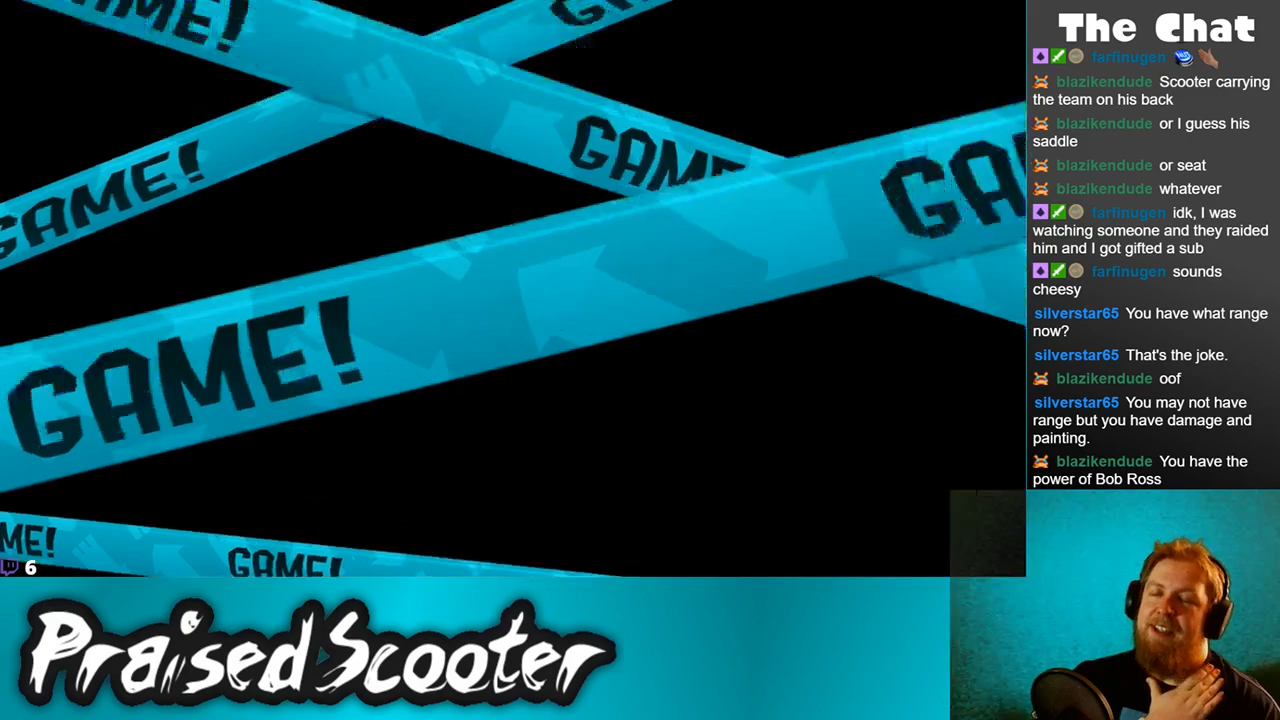 GAME!
GAME!
GAME!
GAME!
ME!
GAME!
6
PraisedScooter
The Chat
farfinugen
blazikendude Scooter carrying
the team on his back
blazikendude or I guess his
saddle
blazikendude or seat
blazikendude whatever
farfinugen idk, I was
watching someone and they raided
him and I got gifted a sub
farfinugen sounds
cheesy
silverstar65 You have what range
now?
silverstar65 That's the joke.
blazikendude oof
silverstar65 You may not have
range but you have damage and
painting.
blazikendude You have the
power of Bob Ross